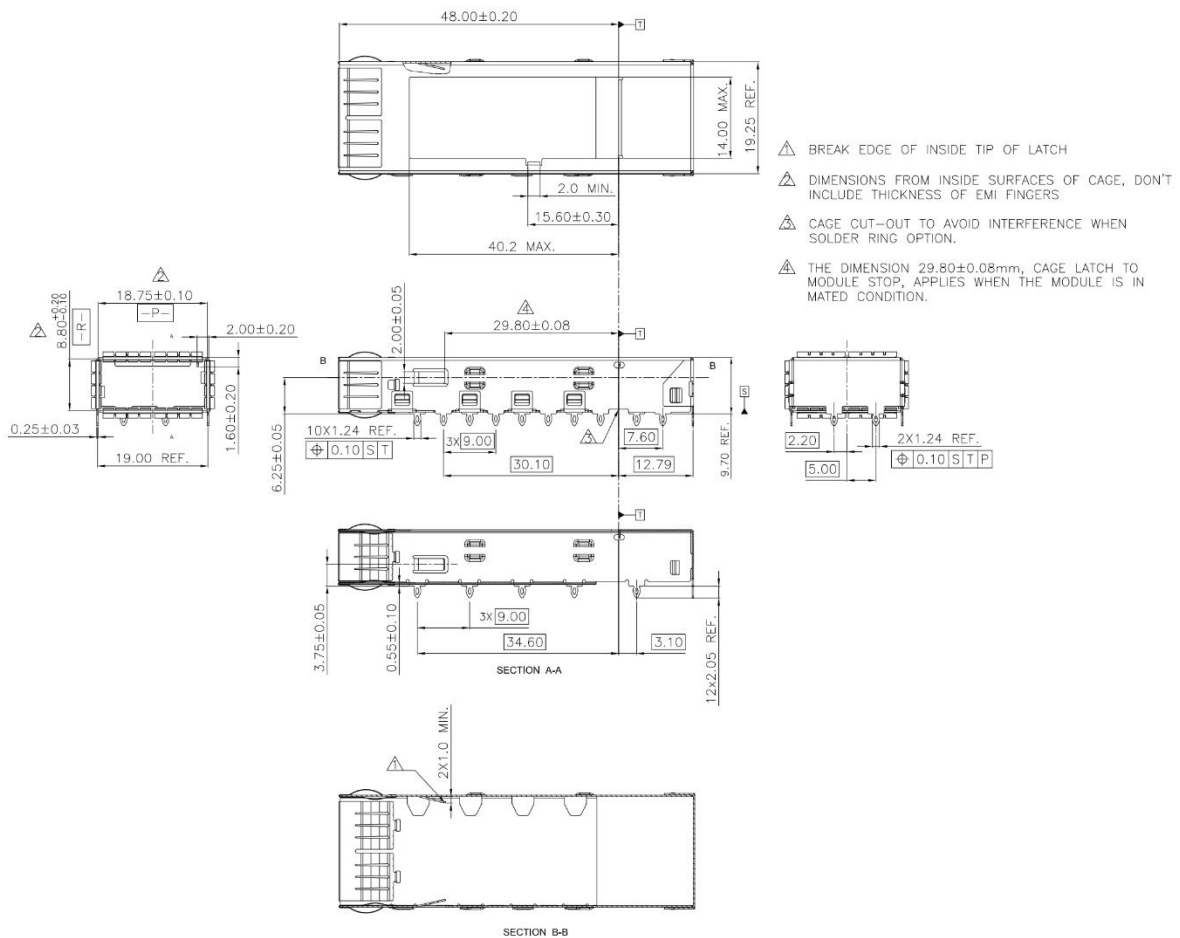 48.00±0.20
T
14.00 MAX.
19.25 REF.
2.0 MIN.
15.60±0.30
40.2 MAX.
1 BREAK EDGE OF INSIDE TIP OF LATCH
2 DIMENSIONS FROM INSIDE SURFACES OF CAGE, DON'T
INCLUDE THICKNESS OF EMI FINGERS
3 CAGE CUT-OUT TO AVOID INTERFERENCE WHEN
SOLDER RING OPTION.
4 THE DIMENSION 29.80±0.08mm, CAGE LATCH TO
MODULE STOP, APPLIES WHEN THE MODULE IS IN
MATED CONDITION.
2
18.75±0.10
-P-
2
8.80 +0.20 -0.10
-R-
A
2.00±0.20
1.60±0.20
A
0.25±0.03
19.00 REF.
4
2.00±0.05
29.80±0.08
T
B
B
S
6.25±0.05
10X1.24 REF.
⌖ 0.10 S T
3X 9.00
3
7.60
30.10
12.79
9.70 REF.
2.20
5.00
2X1.24 REF.
⌖ 0.10 S T P
T
3.75±0.05
0.55±0.10
3X 9.00
34.60
3.10
12x2.05 REF.
SECTION A-A
1
2X1.0 MIN.
SECTION B-B